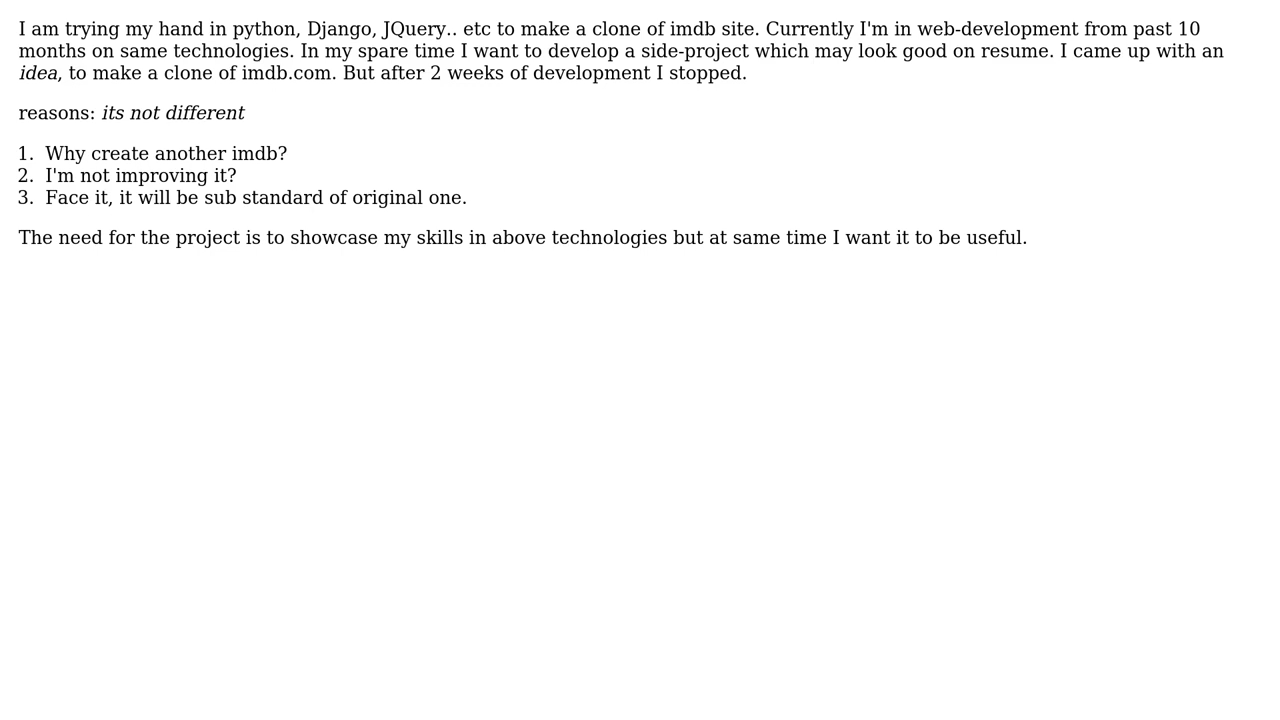 I am trying my hand in python, Django, JQuery.. etc to make a clone of imdb site. Currently I'm in web-development from past 10
months on same technologies. In my spare time I want to develop a side-project which may look good on resume. I came up with an
idea, to make a clone of imdb.com. But after 2 weeks of development I stopped.
reasons: its not different
1. Why create another imdb?
2. I'm not improving it?
3. Face it, it will be sub standard of original one.
The need for the project is to showcase my skills in above technologies but at same time I want it to be useful.